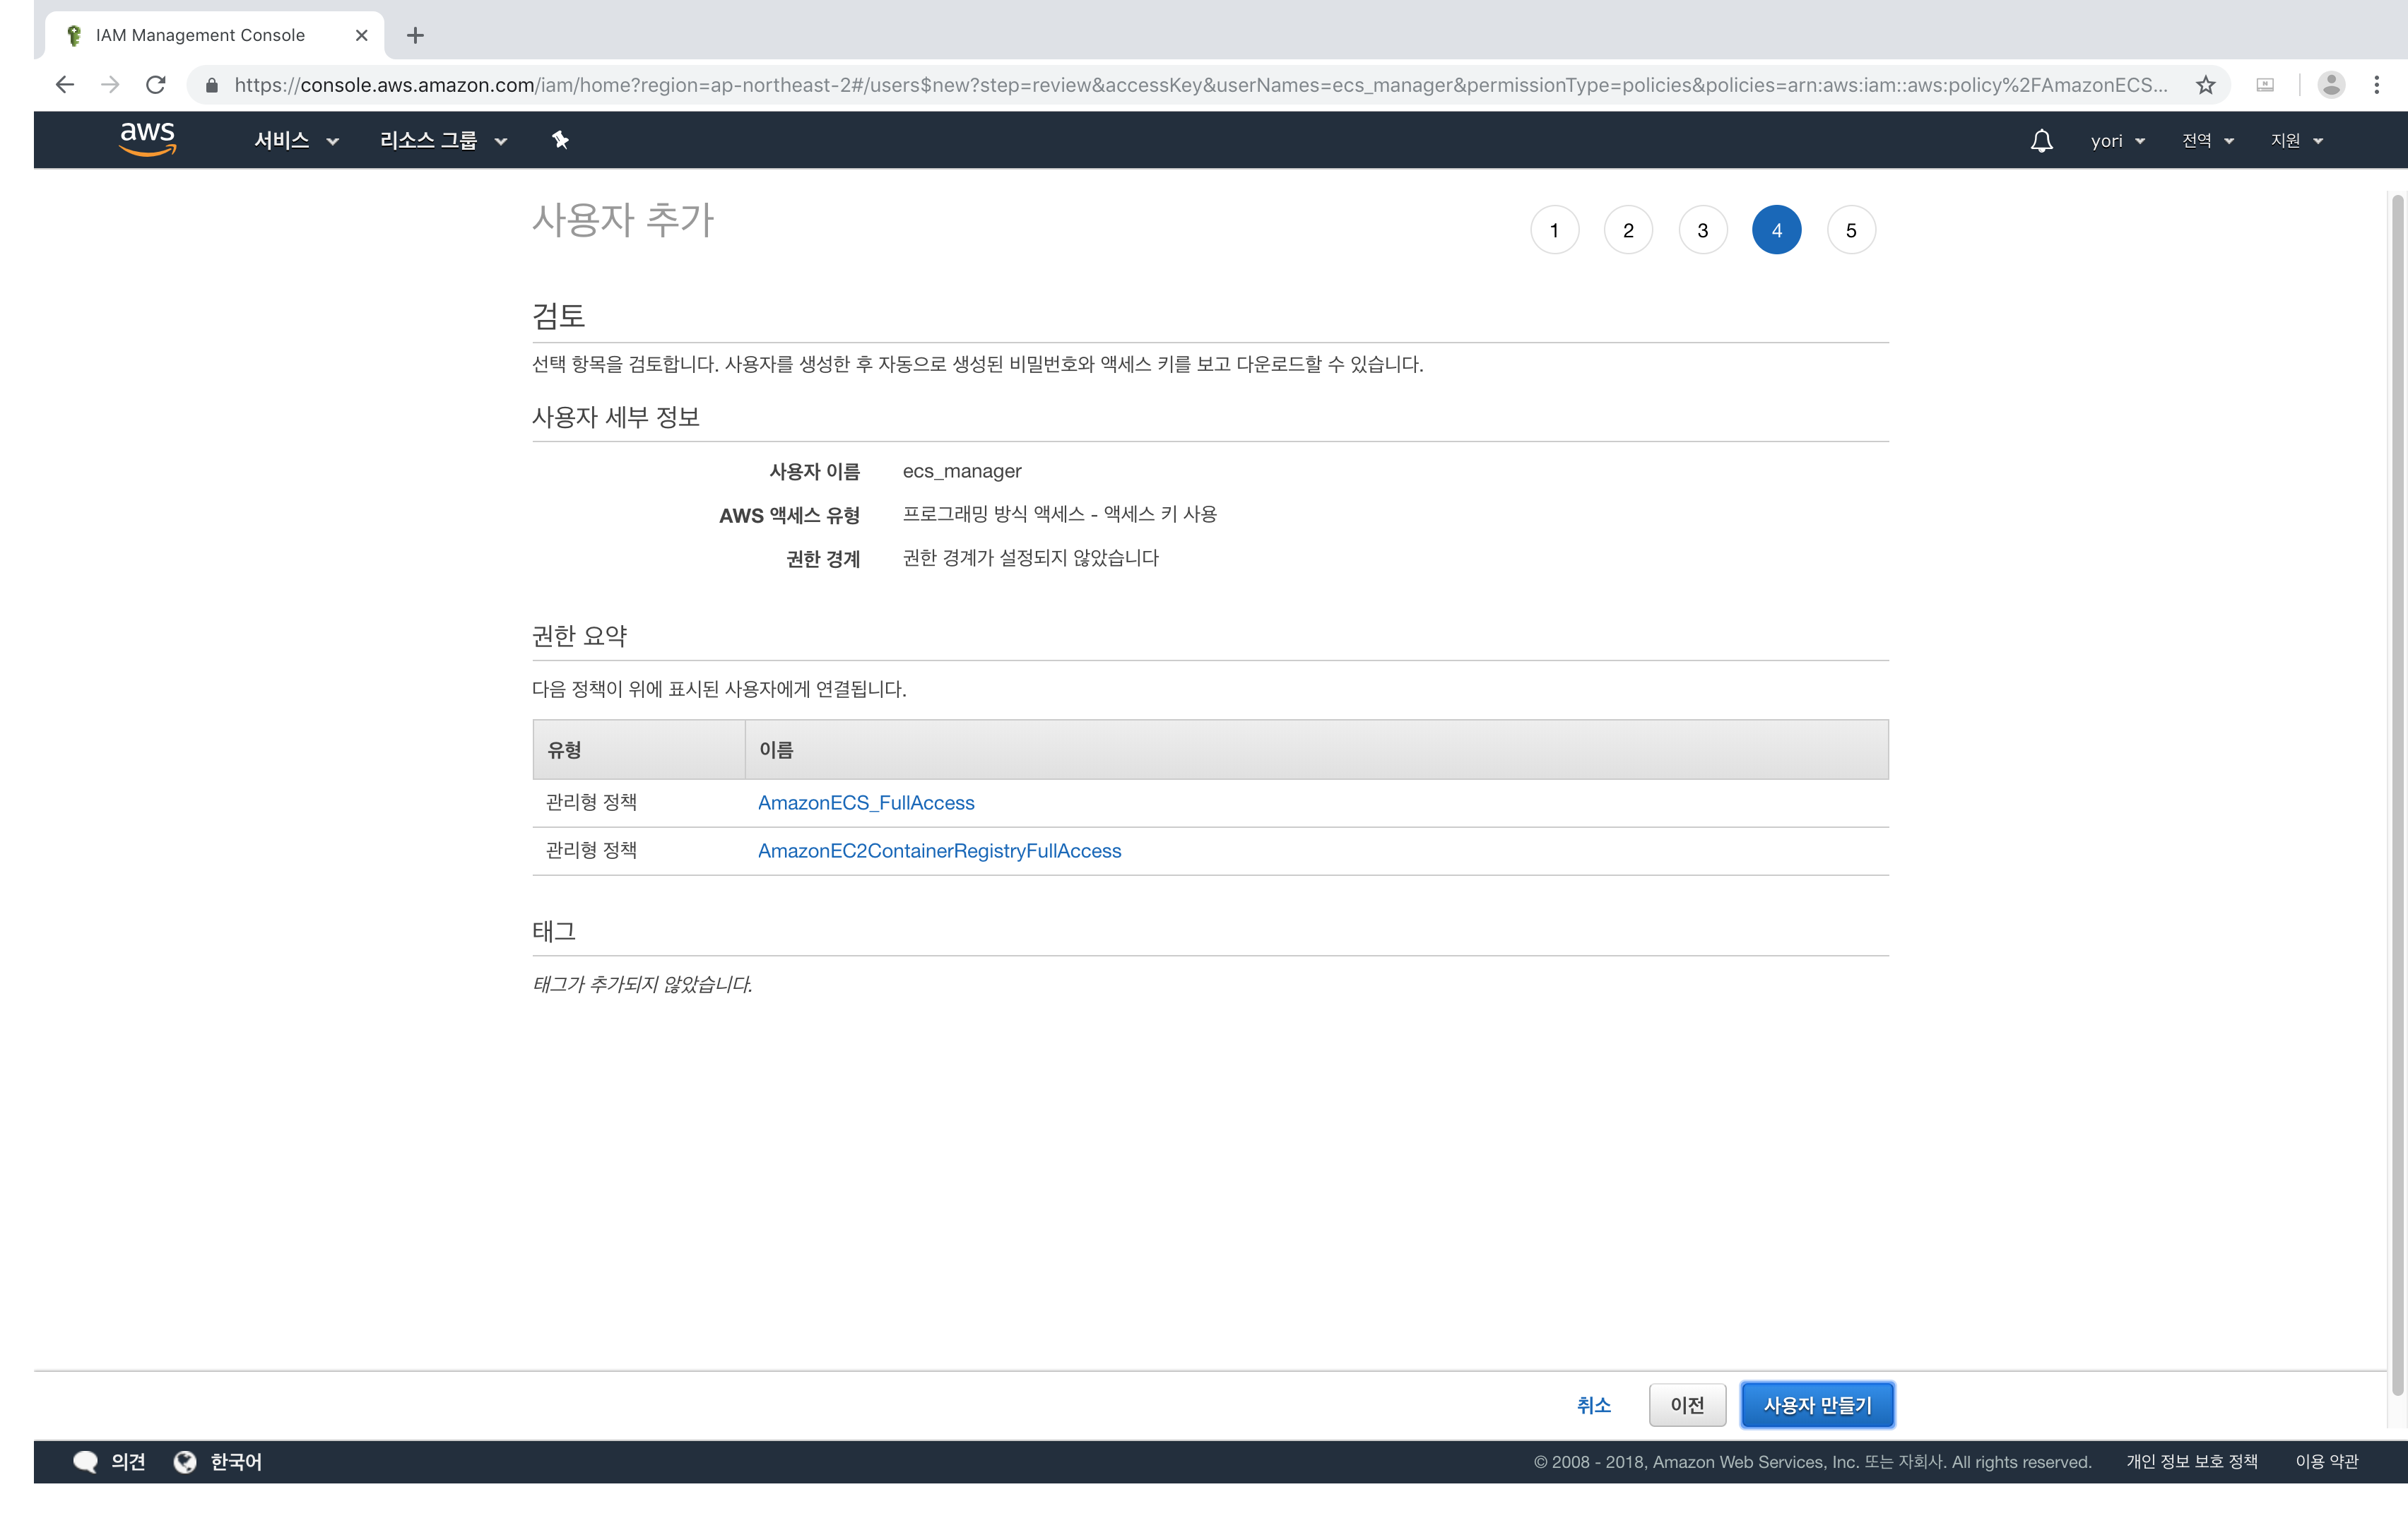 IAM Management Console
https://console.aws.amazon.com/iam/home?region=ap-northeast-2#/users$new?step=review&accessKey&userNames=ecs_manager&permissionType=policies&policies=arn:aws:iam::aws:policy%2FAmazonECS...
aws 서비스 리소스 그룹 yori 전역 지원
사용자 추가 1 2 3 4 5
검토
선택 항목을 검토합니다. 사용자를 생성한 후 자동으로 생성된 비밀번호와 액세스 키를 보고 다운로드할 수 있습니다.
사용자 세부 정보
사용자 이름 ecs_manager
AWS 액세스 유형 프로그래밍 방식 액세스 - 액세스 키 사용
권한 경계 권한 경계가 설정되지 않았습니다
권한 요약
다음 정책이 위에 표시된 사용자에게 연결됩니다.
유형 이름
관리형 정책 AmazonECS_FullAccess
관리형 정책 AmazonEC2ContainerRegistryFullAccess
태그
태그가 추가되지 않았습니다.
취소 이전 사용자 만들기
의견 한국어 © 2008 - 2018, Amazon Web Services, Inc. 또는 자회사. All rights reserved. 개인 정보 보호 정책 이용 약관